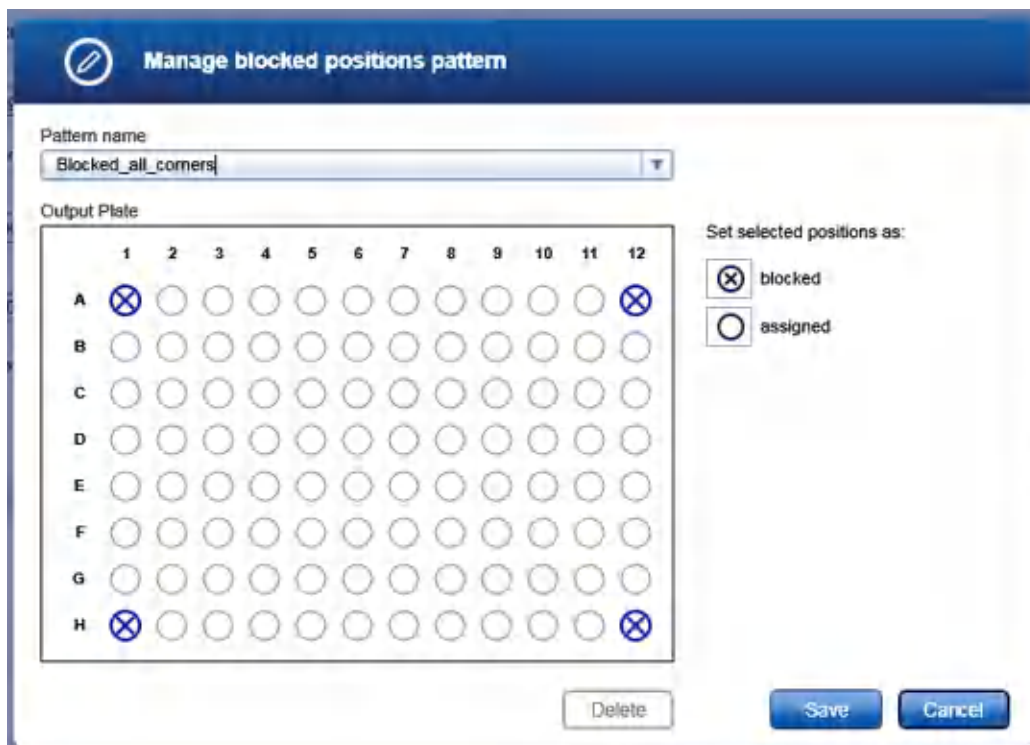 Manage blocked positions pattern
Pattern name
Blocked_all_corners
Output Plate
Set selected positions as:
1 2 3 4 5 6 7 8 9 10 11 12
blocked
A
assigned
B
C
D
E
F
G
H
Delete Save Cancel